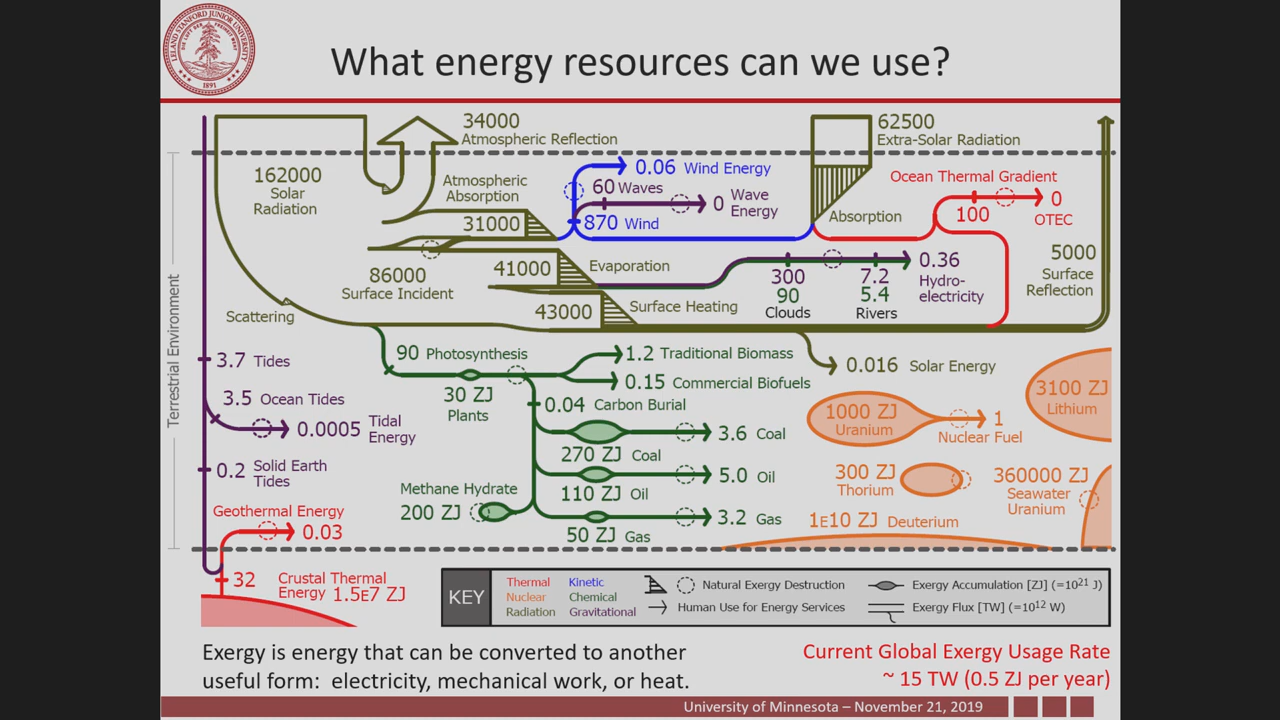 LELAND STANFORD JUNIOR UNIVERSITY
1891
What energy resources can we use?
34000
Atmospheric Reflection
62500
Extra-Solar Radiation
162000
Solar
Radiation
Atmospheric
Absorption
31000
0.06 Wind Energy
60 Waves
0 Wave
Energy
870 Wind
Absorption
Ocean Thermal Gradient
100
0
OTEC
86000
Surface Incident
41000
Evaporation
43000
Surface Heating
300
90
Clouds
7.2
5.4
Rivers
0.36
Hydro-
electricity
5000
Surface
Reflection
Scattering
Terrestrial Environment
3.7 Tides
3.5 Ocean Tides
0.0005 Tidal
Energy
0.2 Solid Earth
Tides
Geothermal Energy
0.03
32 Crustal Thermal
Energy 1.5E7 ZJ
90 Photosynthesis
30 ZJ
Plants
1.2 Traditional Biomass
0.15 Commercial Biofuels
0.04 Carbon Burial
3.6 Coal
270 ZJ Coal
5.0 Oil
110 ZJ Oil
Methane Hydrate
200 ZJ
3.2 Gas
50 ZJ Gas
0.016 Solar Energy
1000 ZJ
Uranium
1
Nuclear Fuel
3100 ZJ
Lithium
300 ZJ
Thorium
360000 ZJ
Seawater
Uranium
1E10 ZJ Deuterium
KEY
Thermal Kinetic
Nuclear Chemical
Radiation Gravitational
Natural Exergy Destruction
Human Use for Energy Services
Exergy Accumulation [ZJ] (=10²¹ J)
Exergy Flux [TW] (=10¹² W)
Exergy is energy that can be converted to another
useful form: electricity, mechanical work, or heat.
Current Global Exergy Usage Rate
~ 15 TW (0.5 ZJ per year)
University of Minnesota – November 21, 2019